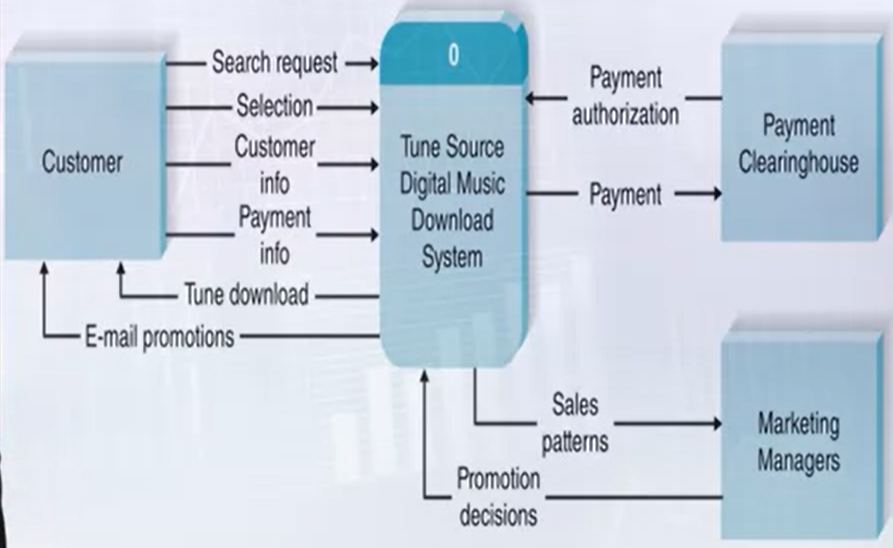 Customer
Search request
Selection
Customer
info
Payment
info
Tune download
E-mail promotions
0
Tune Source
Digital Music
Download
System
Payment
authorization
Payment
Payment
Clearinghouse
Sales
patterns
Promotion
decisions
Marketing
Managers